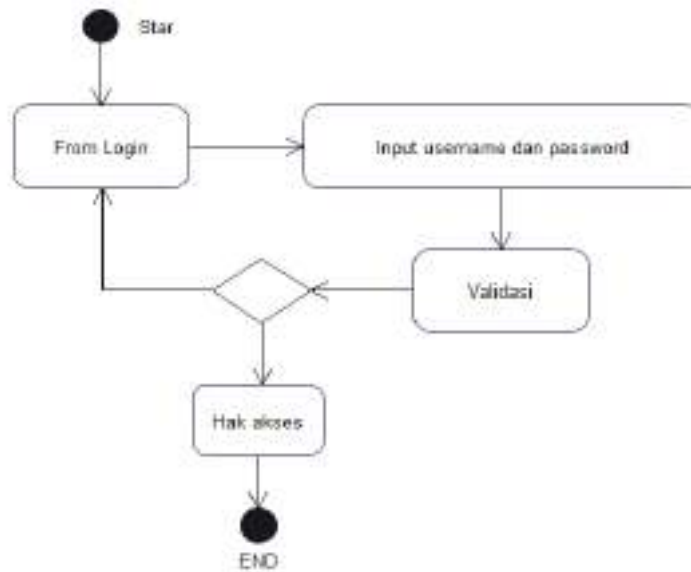 Star
From Login
Input username dan password
Validasi
Hak akses
END